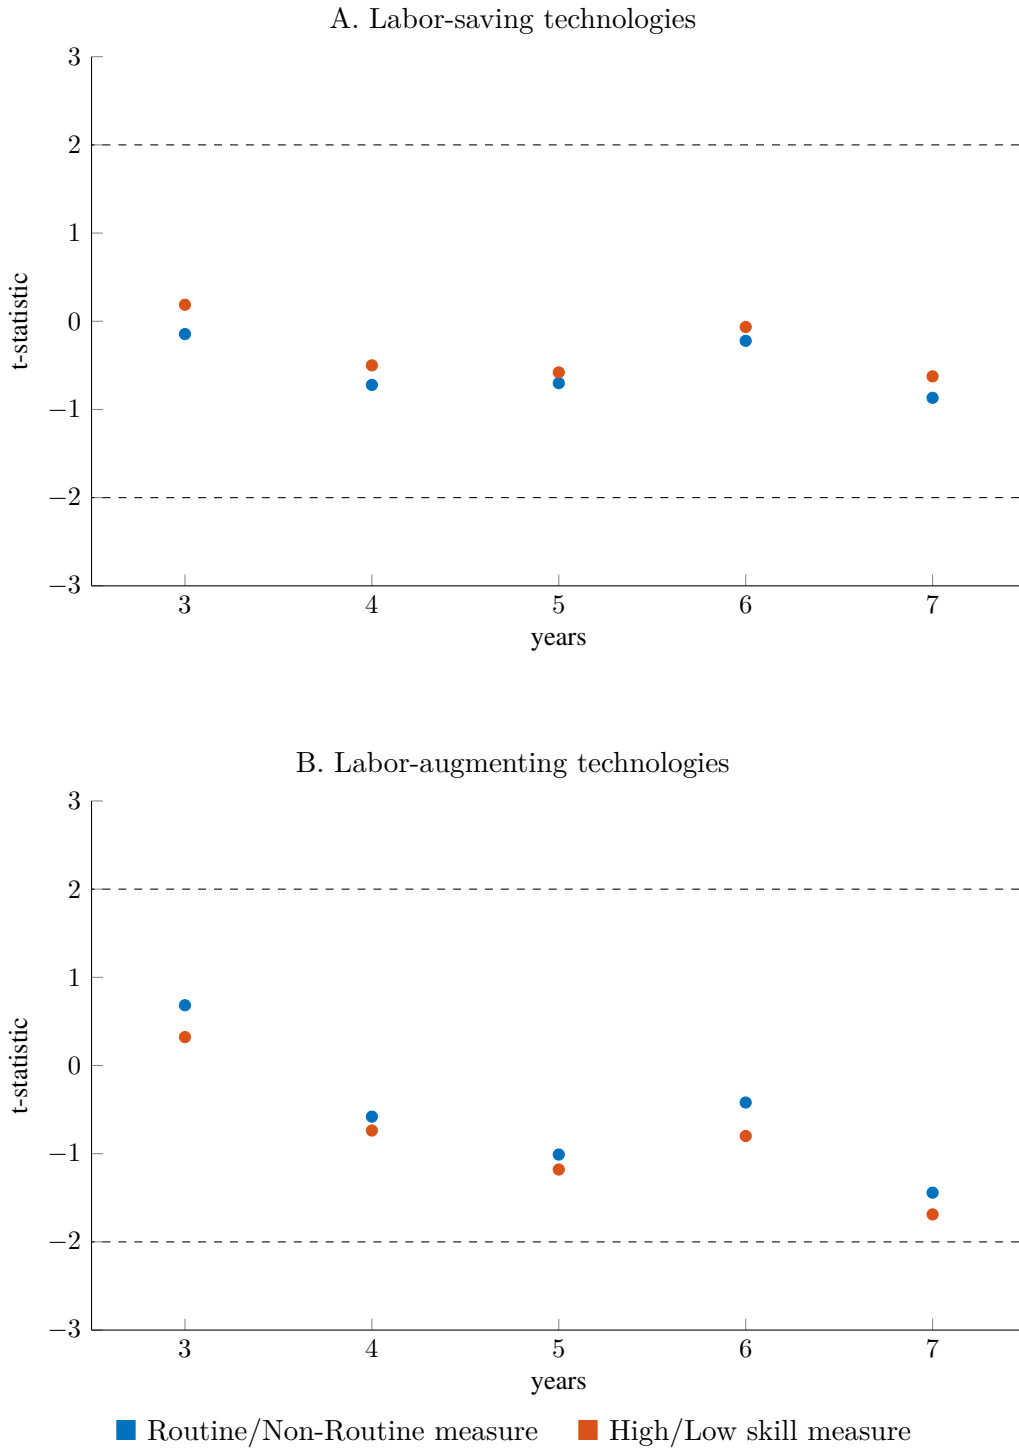 A. Labor-saving technologies
3
2
1
0
−1
−2
−3
t-statistic
3 4 5 6 7
years
B. Labor-augmenting technologies
3
2
1
0
−1
−2
−3
t-statistic
3 4 5 6 7
years
Routine/Non-Routine measure High/Low skill measure